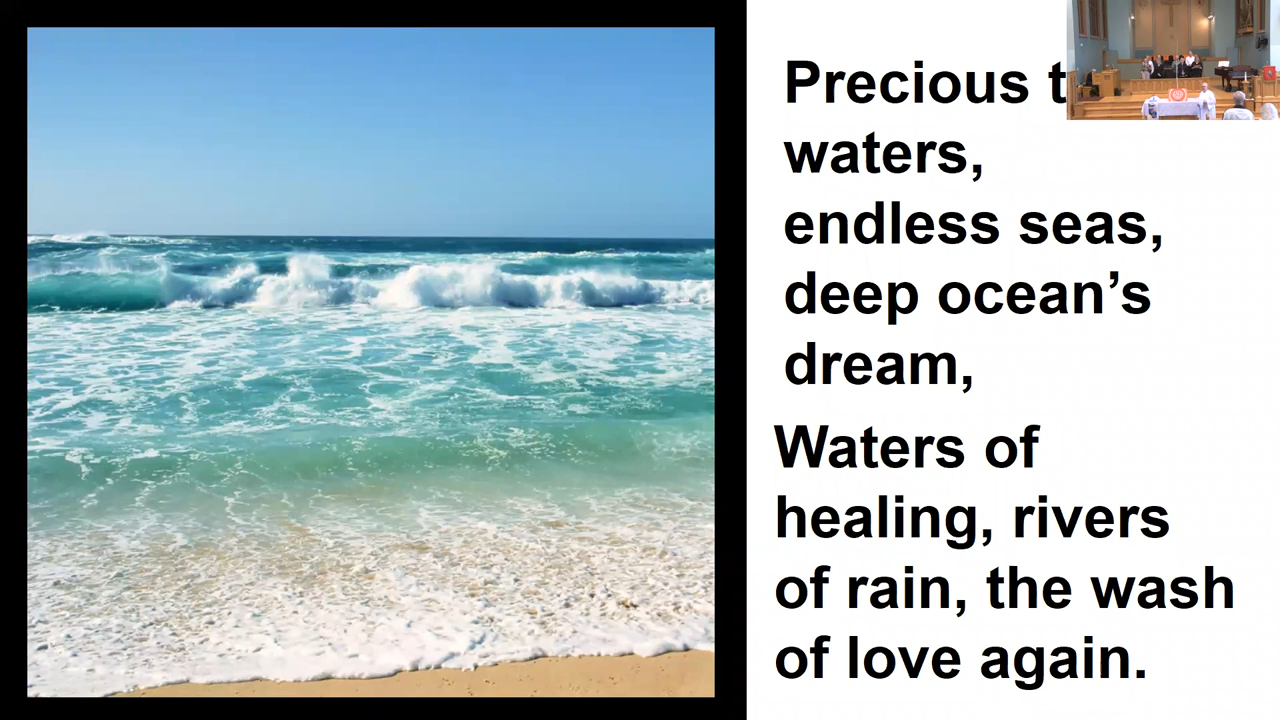 Precious
waters,
endless seas,
deep ocean’s
dream,
Waters of
healing, rivers
of rain, the wash
of love again.